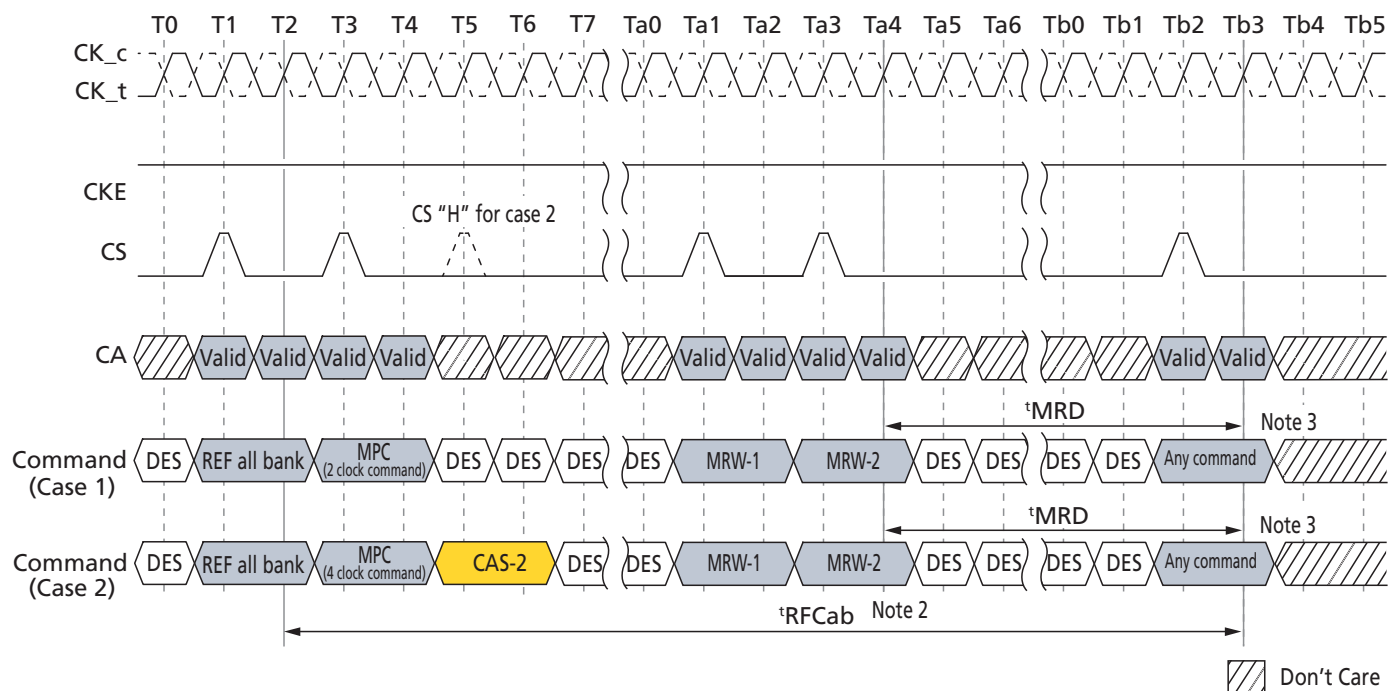 T0 T1 T2 T3 T4 T5 T6 T7 Ta0 Ta1 Ta2 Ta3 Ta4 Ta5 Ta6 Tb0 Tb1 Tb2 Tb3 Tb4 Tb5
CK_c
CK_t
CKE
CS "H" for case 2
CS
CA Valid Valid Valid Valid Valid Valid Valid Valid Valid Valid
tMRD Note 3
Command (Case 1) DES REF all bank MPC (2 clock command) DES DES DES DES MRW-1 MRW-2 DES DES DES DES Any command
tMRD Note 3
Command (Case 2) DES REF all bank MPC (4 clock command) CAS-2 DES DES MRW-1 MRW-2 DES DES DES DES Any command
tRFCab Note 2
Don't Care